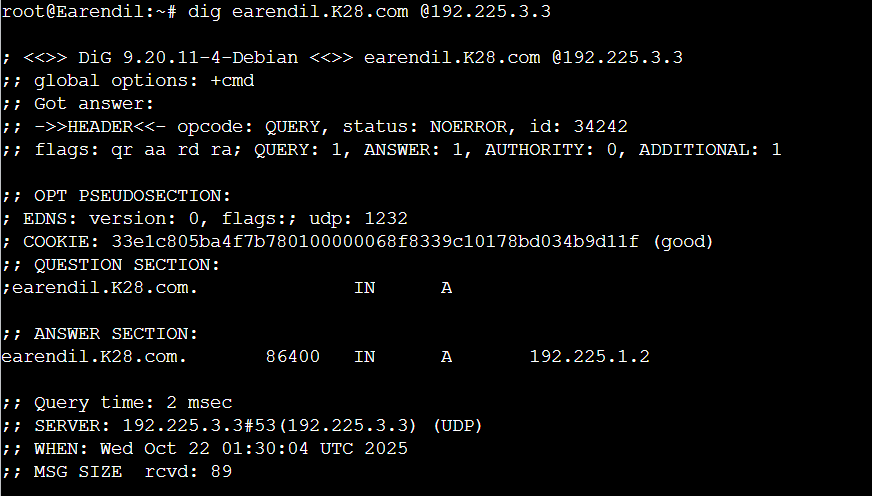 root@Earendil:~# dig earendil.K28.com @192.225.3.3
; <<>> DiG 9.20.11-4-Debian <<>> earendil.K28.com @192.225.3.3
;; global options: +cmd
;; Got answer:
;; ->>HEADER<<- opcode: QUERY, status: NOERROR, id: 34242
;; flags: qr aa rd ra; QUERY: 1, ANSWER: 1, AUTHORITY: 0, ADDITIONAL: 1
;; OPT PSEUDOSECTION:
; EDNS: version: 0, flags:; udp: 1232
; COOKIE: 33e1c805ba4f7b780100000068f8339c10178bd034b9d11f (good)
;; QUESTION SECTION:
;earendil.K28.com. IN A
;; ANSWER SECTION:
earendil.K28.com. 86400 IN A 192.225.1.2
;; Query time: 2 msec
;; SERVER: 192.225.3.3#53(192.225.3.3) (UDP)
;; WHEN: Wed Oct 22 01:30:04 UTC 2025
;; MSG SIZE rcvd: 89